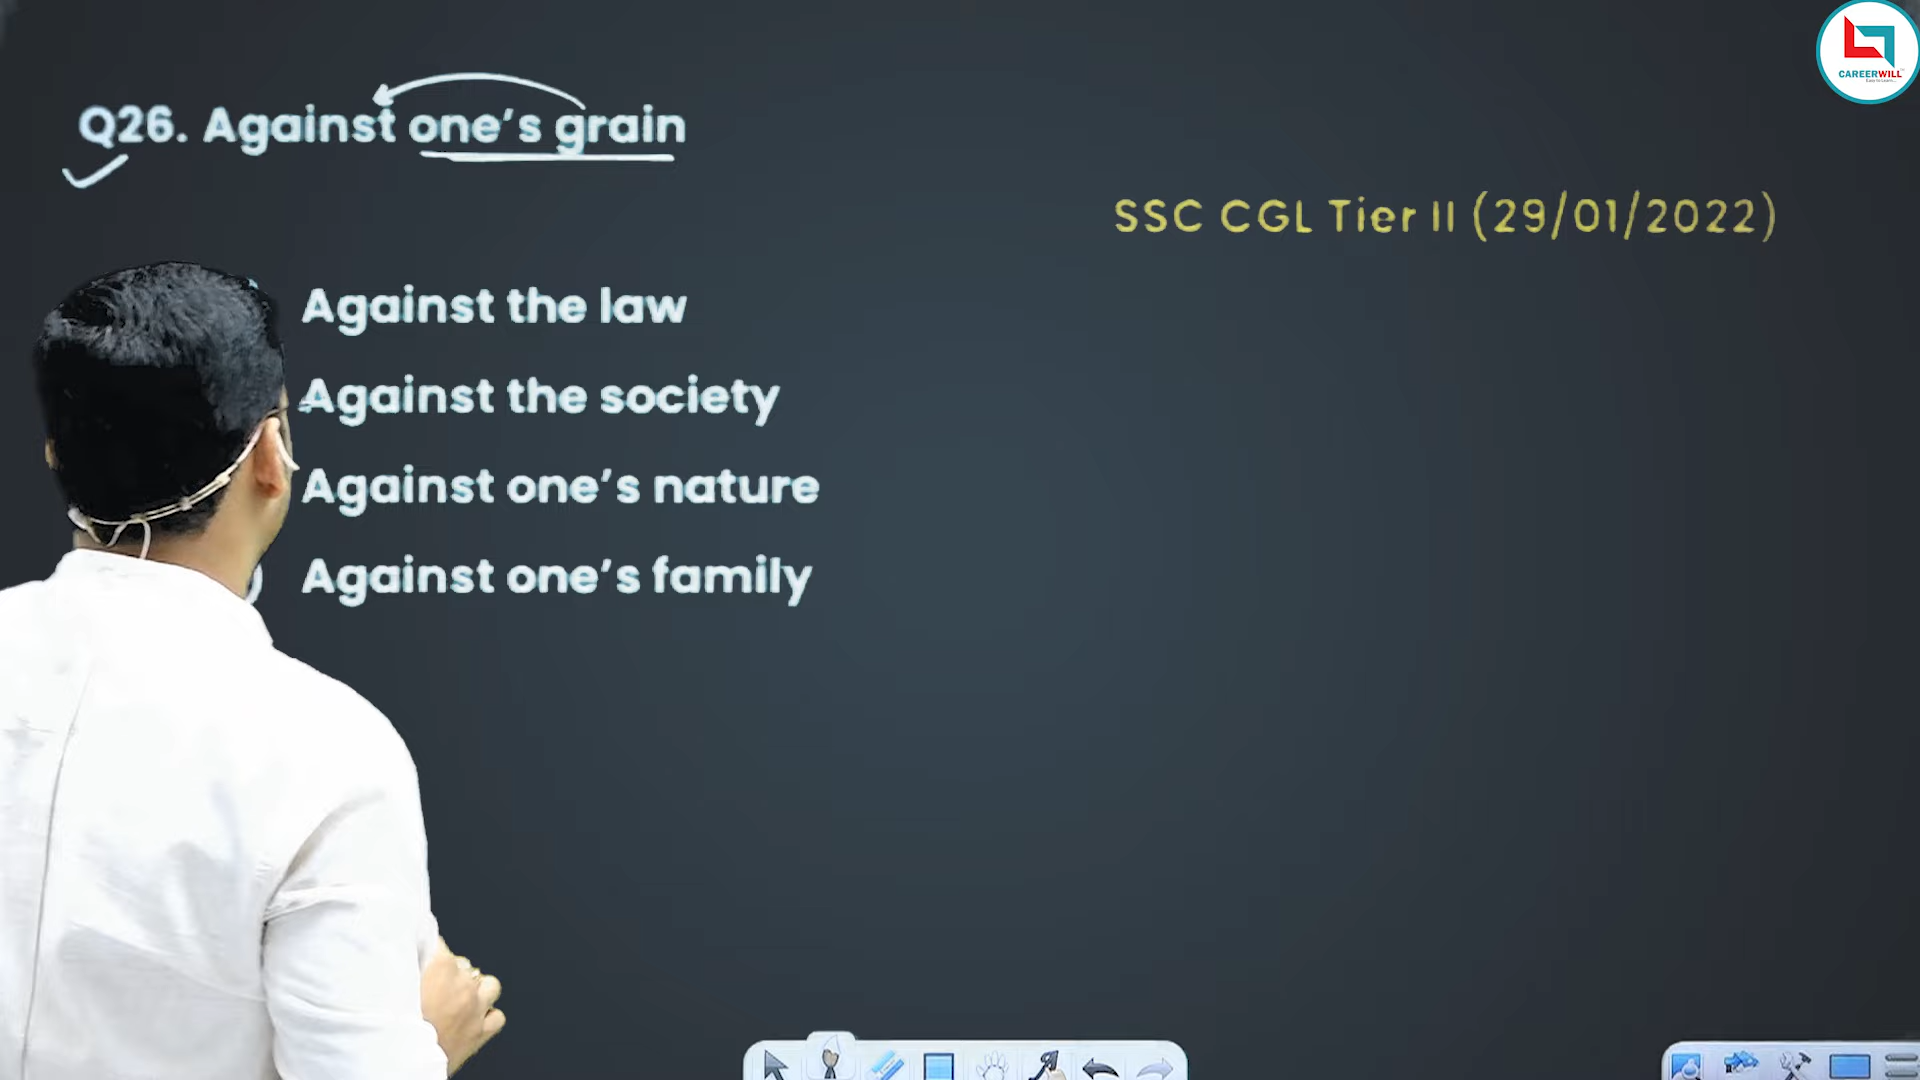 CAREERWILL
Q26. Against one's grain
SSC CGL Tier II (29/01/2022)
Against the law
Against the society
Against one's nature
Against one's family